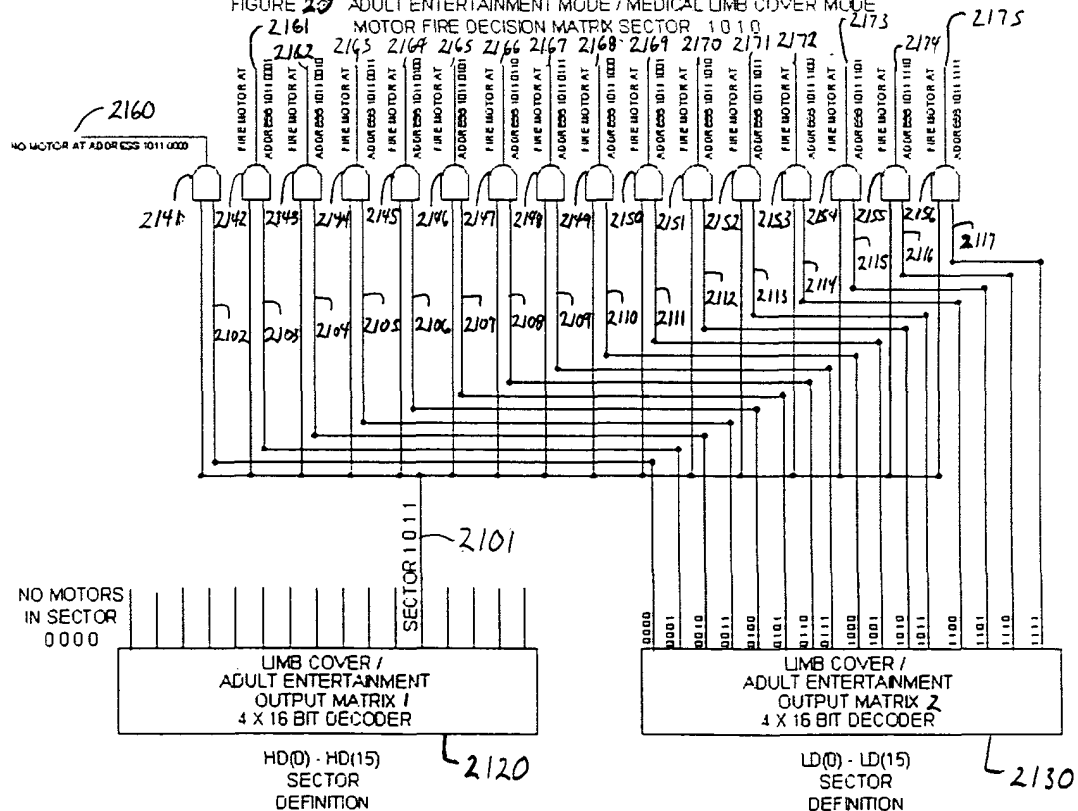 FIGURE 20 ADULT ENTERTAINMENT MODE / MEDICAL LIMB COVER MODE
MOTOR FIRE DECISION MATRIX SECTOR 1010
2160
2161
2162
2163
2164
2165
2166
2167
2168
2169
2170
2171
2172
2173
2174
2175
NO MOTOR AT ADDRESS 1011 0000
FIRE MOTOR AT ADDRESS 1011 0001
FIRE MOTOR AT ADDRESS 1011 0010
FIRE MOTOR AT ADDRESS 1011 0011
FIRE MOTOR AT ADDRESS 1011 0100
FIRE MOTOR AT ADDRESS 1011 0101
FIRE MOTOR AT ADDRESS 1011 0110
FIRE MOTOR AT ADDRESS 1011 0111
FIRE MOTOR AT ADDRESS 1011 1000
FIRE MOTOR AT ADDRESS 1011 1001
FIRE MOTOR AT ADDRESS 1011 1010
FIRE MOTOR AT ADDRESS 1011 1011
FIRE MOTOR AT ADDRESS 1011 1100
FIRE MOTOR AT ADDRESS 1011 1101
FIRE MOTOR AT ADDRESS 1011 1110
FIRE MOTOR AT ADDRESS 1011 1111
2141
2142
2143
2144
2145
2146
2147
2148
2149
2150
2151
2152
2153
2154
2155
2156
2102
2103
2104
2105
2106
2107
2108
2109
2110
2111
2112
2113
2114
2115
2116
2117
SECTOR 1011
2101
NO MOTORS
IN SECTOR
0000
0000
0001
0010
0011
1100
1101
0110
0111
1000
1001
1010
1011
1100
1101
1110
1111
LIMB COVER /
ADULT ENTERTAINMENT
OUTPUT MATRIX 1
4 X 16 BIT DECODER
2120
HD(0) - HD(15)
SECTOR
DEFINITION
LIMB COVER /
ADULT ENTERTAINMENT
OUTPUT MATRIX 2
4 X 16 BIT DECODER
2130
LD(0) - LD(15)
SECTOR
DEFINITION